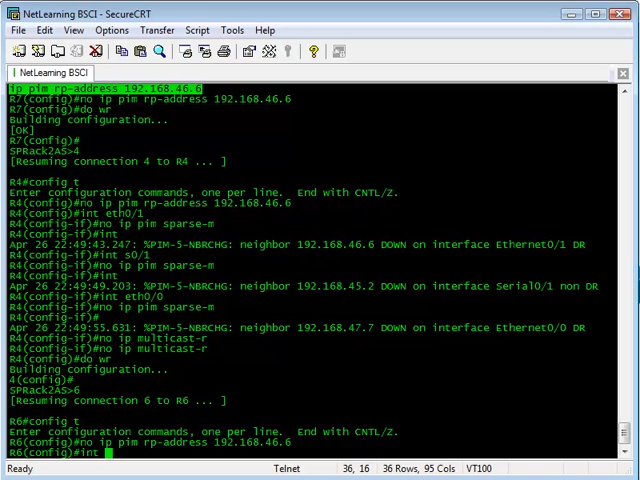 NetLearning BSCI - SecureCRT
File Edit View Options Transfer Script Tools Help
NetLearning BSCI
ip pim rp-address 192.168.46.6
R7(config)#no ip pim rp-address 192.168.46.6
R7(config)#do wr
Building configuration...
[OK]
R7(config)#
SPRack2AS>4
[Resuming connection 4 to R4 ... ]
R4#config t
Enter configuration commands, one per line.  End with CNTL/Z.
R4(config)#no ip pim rp-address 192.168.46.6
R4(config)#int eth0/1
R4(config-if)#no ip pim sparse-m
R4(config-if)#int
Apr 26 22:49:43.247: %PIM-5-NBRCHG: neighbor 192.168.46.6 DOWN on interface Ethernet0/1 DR
R4(config-if)#int s0/1
R4(config-if)#no ip pim sparse-m
R4(config-if)#int
Apr 26 22:49:49.203: %PIM-5-NBRCHG: neighbor 192.168.45.2 DOWN on interface Serial0/1 non DR
R4(config-if)#int eth0/0
R4(config-if)#no ip pim sparse-m
R4(config-if)#
Apr 26 22:49:55.631: %PIM-5-NBRCHG: neighbor 192.168.47.7 DOWN on interface Ethernet0/0 DR
R4(config-if)#no ip multicast-r
R4(config)#no ip multicast-r
R4(config)#do wr
Building configuration...
4(config)#
SPRack2AS>6
[Resuming connection 6 to R6 ... ]
R6#config t
Enter configuration commands, one per line.  End with CNTL/Z.
R6(config)#no ip pim rp-address 192.168.46.6
R6(config)#int
Ready Telnet 36, 16 36 Rows, 95 Cols VT100